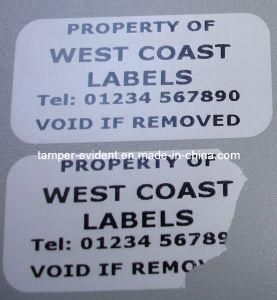 PROPERTY OF
WEST COAST
LABELS
Tel: 01234 567890
VOID IF REMOVED
tamper-evident.en.made-in-china.com
PROPERTY OF
WEST COAST
LABELS
Tel: 01234 56789
VOID IF REMOV